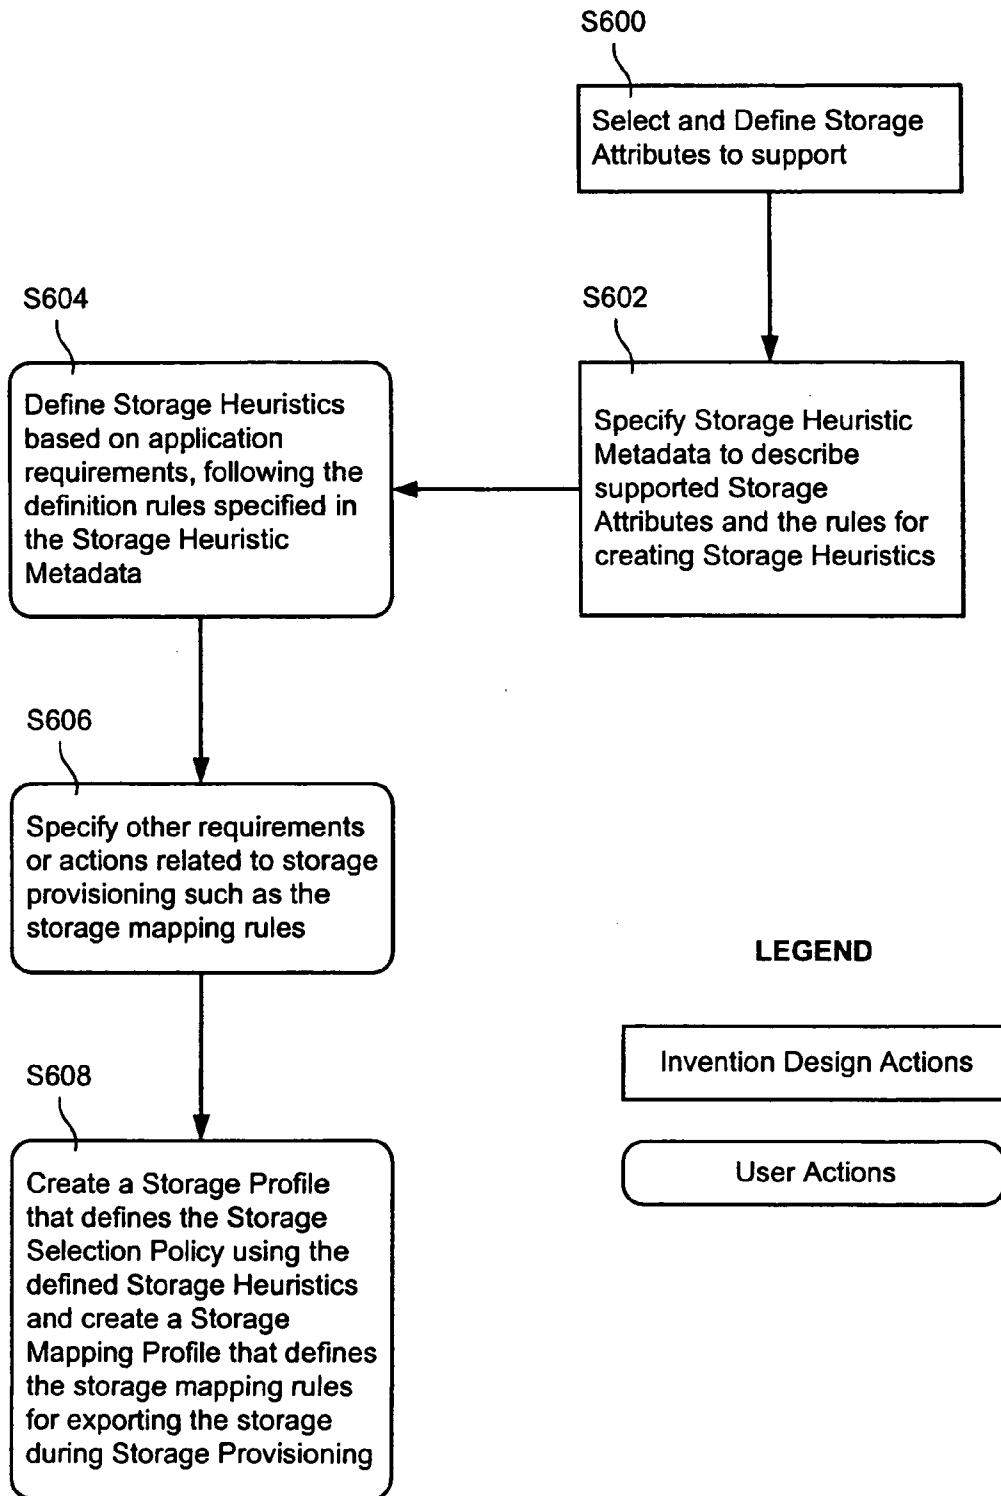 S600
Select and Define Storage
Attributes to support
S602
Specify Storage Heuristic
Metadata to describe
supported Storage
Attributes and the rules for
creating Storage Heuristics
S604
Define Storage Heuristics
based on application
requirements, following the
definition rules specified in
the Storage Heuristic
Metadata
S606
Specify other requirements
or actions related to storage
provisioning such as the
storage mapping rules
S608
Create a Storage Profile
that defines the Storage
Selection Policy using the
defined Storage Heuristics
and create a Storage
Mapping Profile that defines
the storage mapping rules
for exporting the storage
during Storage Provisioning
LEGEND
Invention Design Actions
User Actions